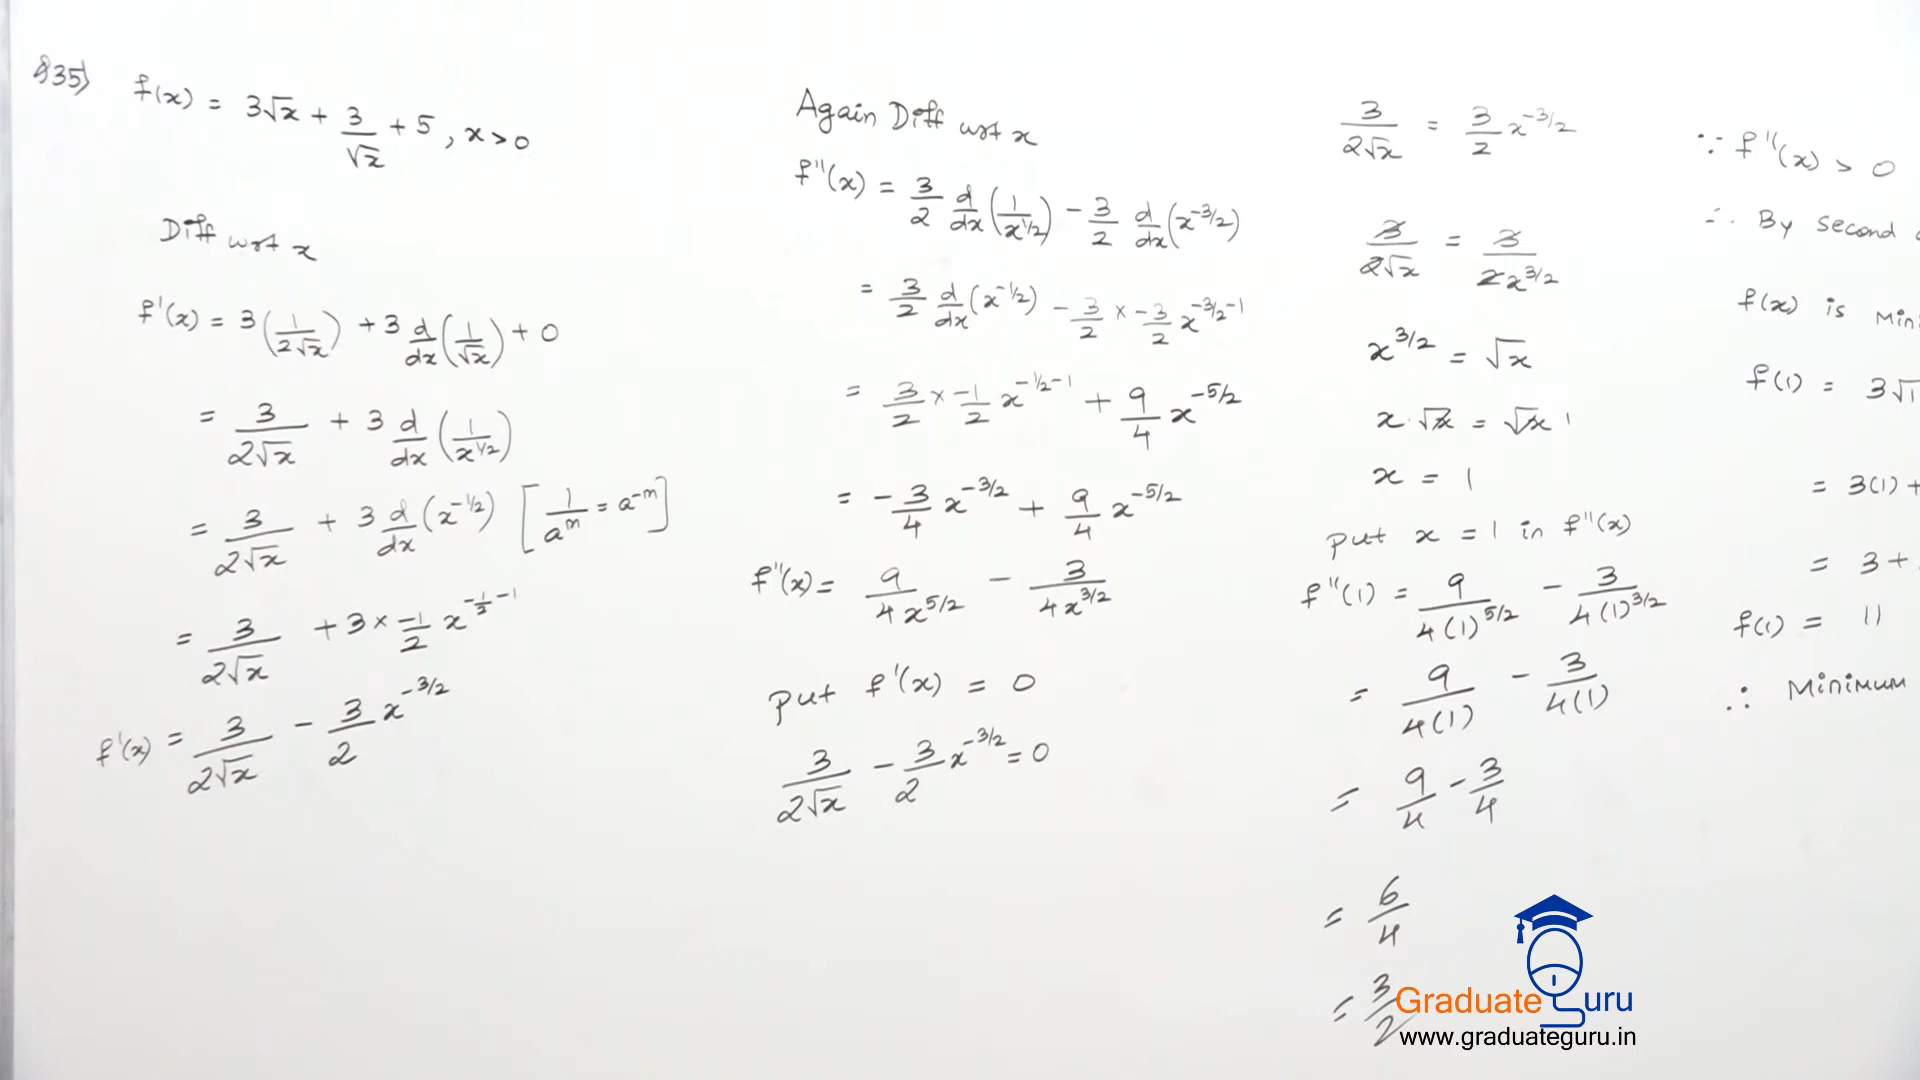 Q35) f(x) = 3√x + 3/√x + 5, x>0
Diff wrt x
f'(x) = 3(1/2√x) + 3 d/dx(1/√x) + 0
= 3/2√x + 3 d/dx(1/x^1/2)
= 3/2√x + 3 d/dx(x^-1/2) [1/a^m = a^-m]
= 3/2√x + 3 × -1/2 x^-1/2-1
f'(x) = 3/2√x - 3/2 x^-3/2
Again Diff wrt x
f''(x) = 3/2 d/dx(1/x^1/2) - 3/2 d/dx(x^-3/2)
= 3/2 d/dx(x^-1/2) - 3/2 × -3/2 x^-3/2-1
= 3/2 × -1/2 x^-1/2-1 + 9/4 x^-5/2
= -3/4 x^-3/2 + 9/4 x^-5/2
f''(x) = 9/4x^5/2 - 3/4x^3/2
put f'(x) = 0
3/2√x - 3/2 x^-3/2 = 0
3/2√x = 3/2 x^-3/2
3/2√x = 3/2x^3/2
x^3/2 = √x
x·√x = √x 1
x = 1
put x = 1 in f''(x)
f''(1) = 9/4(1)^5/2 - 3/4(1)^3/2
= 9/4(1) - 3/4(1)
= 9/4 - 3/4
= 6/4
= 3/2
∵ f''(x) > 0
∴ By second
f(x) is Mini
f(1) = 3√1
= 3(1) +
= 3 +
f(1) = 11
∴ Minimum
Graduate Guru
www.graduateguru.in